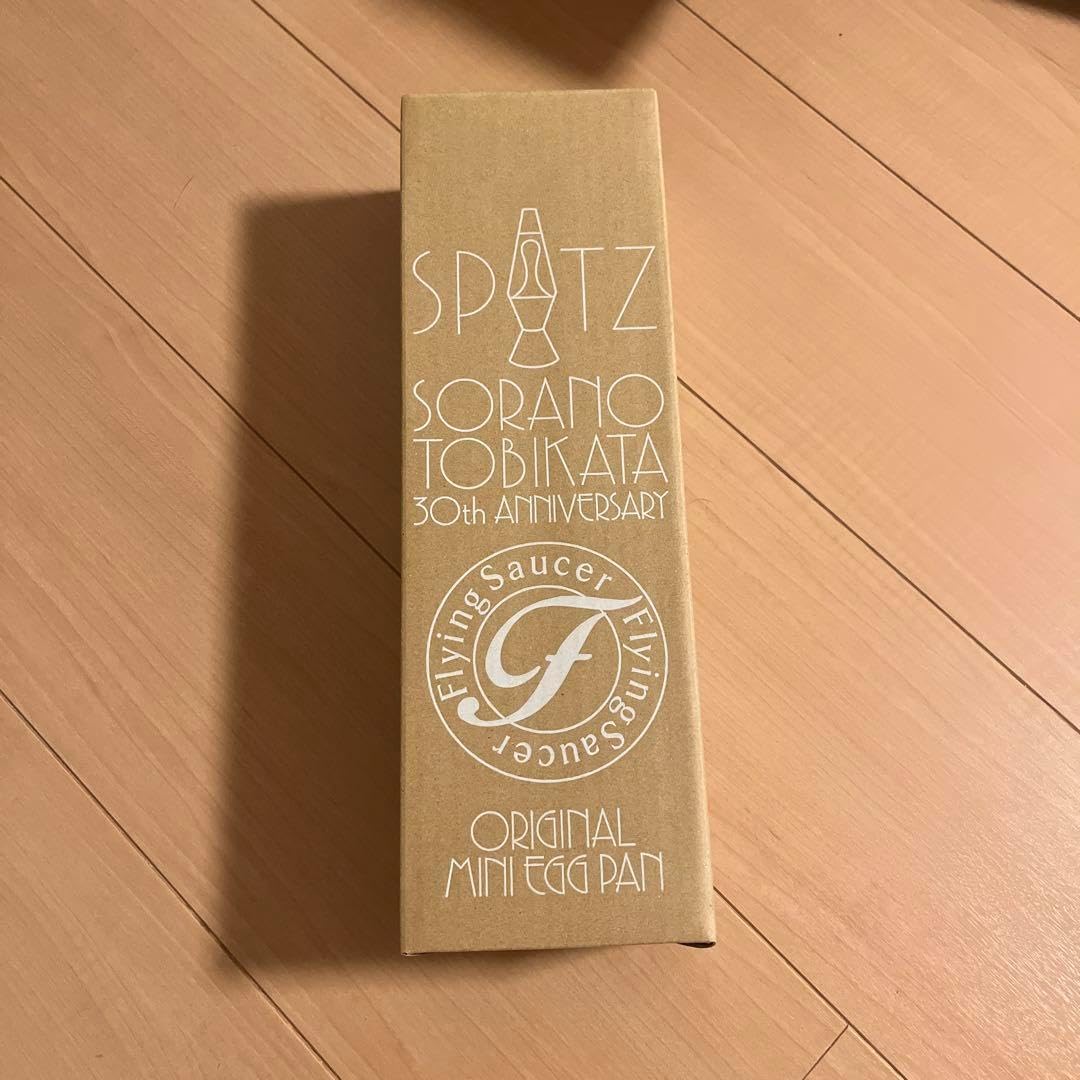 SPITZ
SORANO
TOBIKATA
30th ANNIVERSARY
Flying Saucer Flying Saucer
F
ORIGINAL
MINI EGG PAN